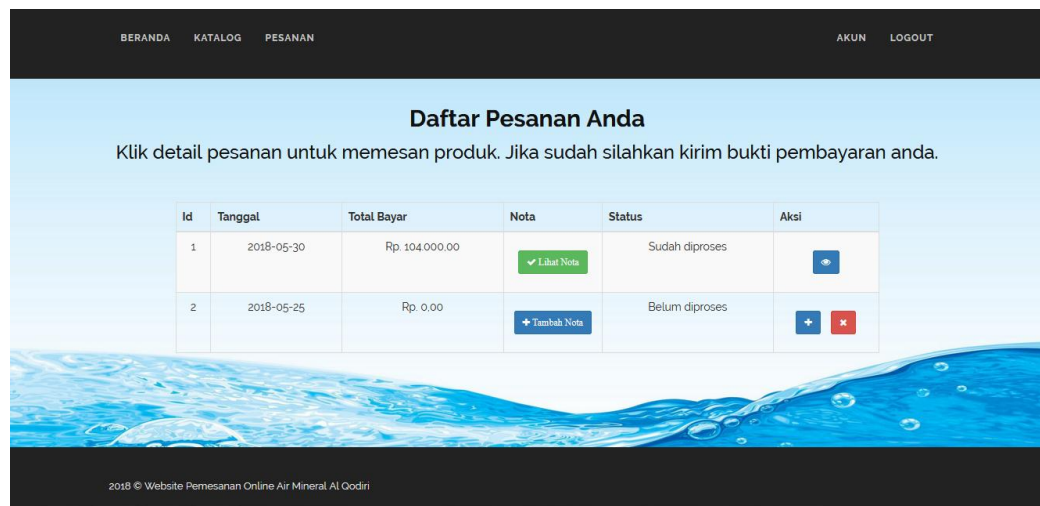 BERANDA KATALOG PESANAN AKUN LOGOUT
Daftar Pesanan Anda
Klik detail pesanan untuk memesan produk. Jika sudah silahkan kirim bukti pembayaran anda.
Id Tanggal Total Bayar Nota Status Aksi
1 2018-05-30 Rp. 104.000,00 Lihat Nota Sudah diproses
2 2018-05-25 Rp. 0,00 Tambah Nota Belum diproses
2018 © Website Pemesanan Online Air Mineral Al Qodiri